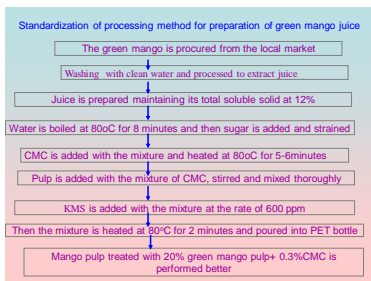 Standardization of processing method for preparation of green mango juice
The green mango is procured from the local market
Washing with clean water and processed to extract juice
Juice is prepared maintaining its total soluble solid at 12%
Water is boiled at 80oC for 8 minutes and then sugar is added and strained
CMC is added with the mixture and heated at 80oC for 5-6minutes
Pulp is added with the mixture of CMC, stirred and mixed thoroughly
KMS is added with the mixture at the rate of 600 ppm
Then the mixture is heated at 80°C for 2 minutes and poured into PET bottle
Mango pulp treated with 20% green mango pulp+ 0.3%CMC is
performed better